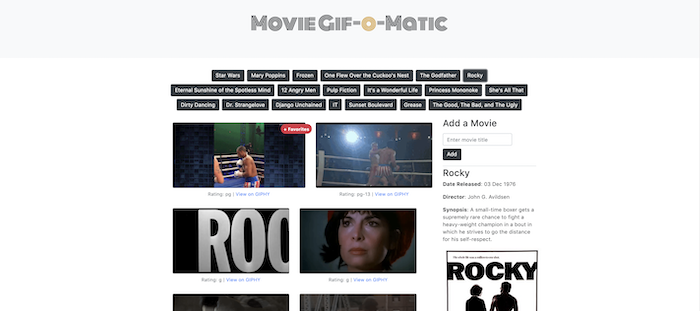 Movie Gif-o-Matic
Star Wars Mary Poppins Frozen One Flew Over the Cuckoo's Nest The Godfather Rocky
Eternal Sunshine of the Spotless Mind 12 Angry Men Pulp Fiction It's a Wonderful Life Princess Mononoke She's All That
Dirty Dancing Dr. Strangelove Django Unchained IT Sunset Boulevard Grease The Good, The Bad, and The Ugly
+ Favorites
Rating: pg | View on GIPHY
Rating: pg-13 | View on GIPHY
ROC
Rating: g | View on GIPHY
Rating: g | View on GIPHY
Add a Movie
Enter movie title
Add
Rocky
Date Released: 03 Dec 1976
Director: John G. Avildsen
Synopsis: A small-time boxer gets a
supremely rare chance to fight a
heavy-weight champion in a bout in
which he strives to go the distance
for his self-respect.
ROCKY